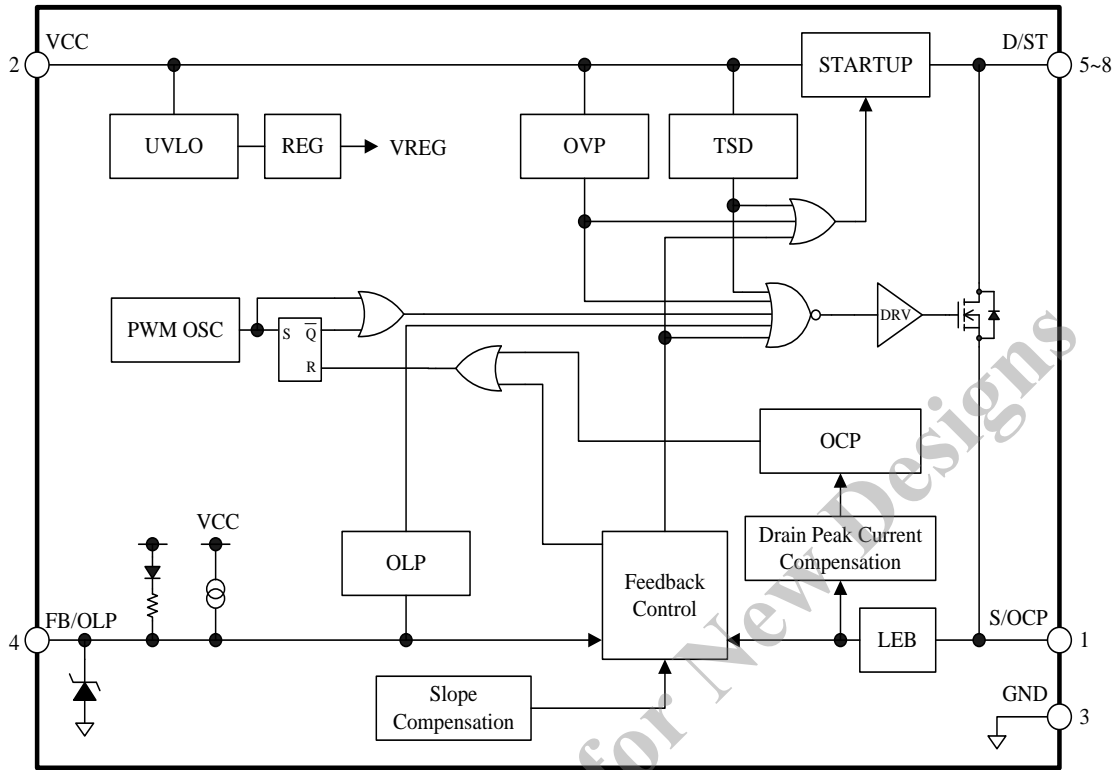 VCC
D/ST
2
5~8
STARTUP
UVLO
REG
VREG
OVP
TSD
PWM OSC
S
Q
R
DRV
OCP
VCC
OLP
Drain Peak Current
Compensation
Feedback
Control
FB/OLP
S/OCP
4
LEB
1
Slope
Compensation
GND
3
for New Designs